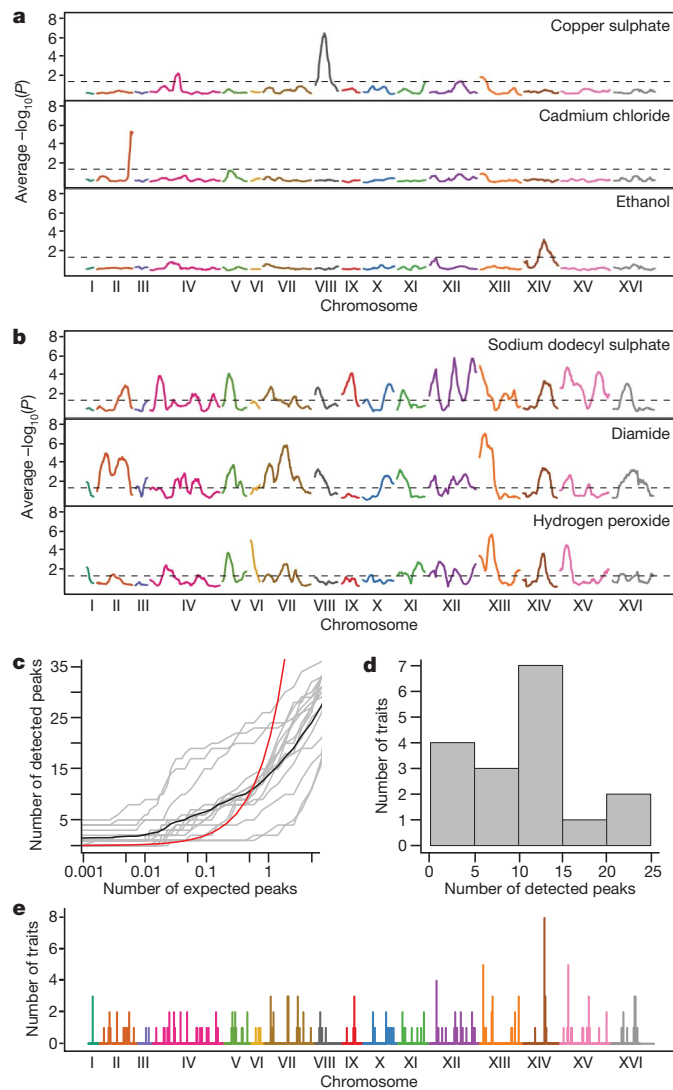 a
Copper sulphate
8
6
4
2
Cadmium chloride
8
6
4
2
Ethanol
8
6
4
2
Average –log10(P)
I II III IV V VI VII VIII IX X XI XII XIII XIV XV XVI
Chromosome
b
Sodium dodecyl sulphate
8
6
4
2
Diamide
8
6
4
2
Hydrogen peroxide
8
6
4
2
Average –log10(P)
I II III IV V VI VII VIII IX X XI XII XIII XIV XV XVI
Chromosome
c
35
25
15
5
Number of detected peaks
0.001 0.01 0.1 1
Number of expected peaks
d
7
6
5
4
3
2
1
0
Number of traits
0 5 10 15 20 25
Number of detected peaks
e
8
6
4
2
0
Number of traits
I II III IV V VI VII VIII IX X XI XII XIII XIV XV XVI
Chromosome